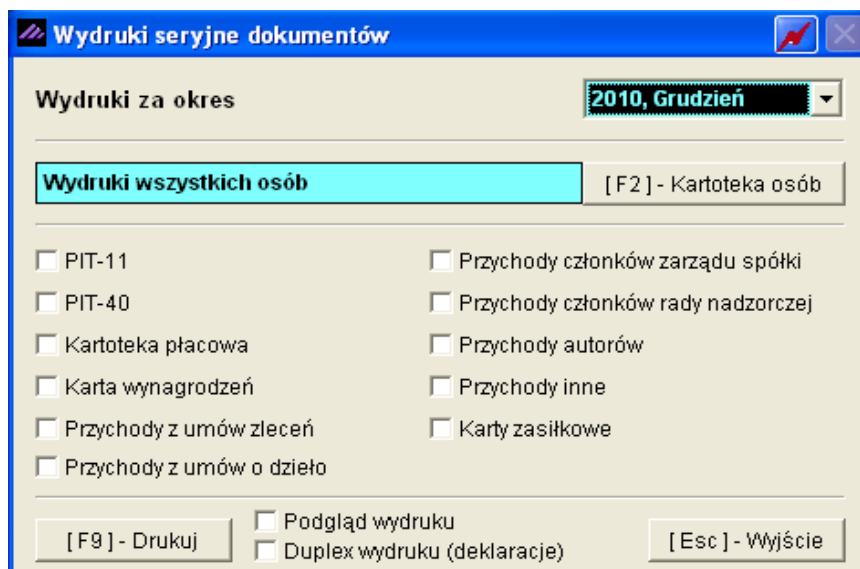 Wydruki seryjne dokumentów
Wydruki za okres
2010, Grudzień
Wydruki wszystkich osób
[ F2 ] - Kartoteka osób
PIT-11
PIT-40
Kartoteka płacowa
Karta wynagrodzeń
Przychody z umów zleceń
Przychody z umów o dzieło
Przychody członków zarządu spółki
Przychody członków rady nadzorczej
Przychody autorów
Przychody inne
Karty zasiłkowe
[ F9 ] - Drukuj
Podgląd wydruku
Duplex wydruku (deklaracje)
[ Esc ] - Wyjście